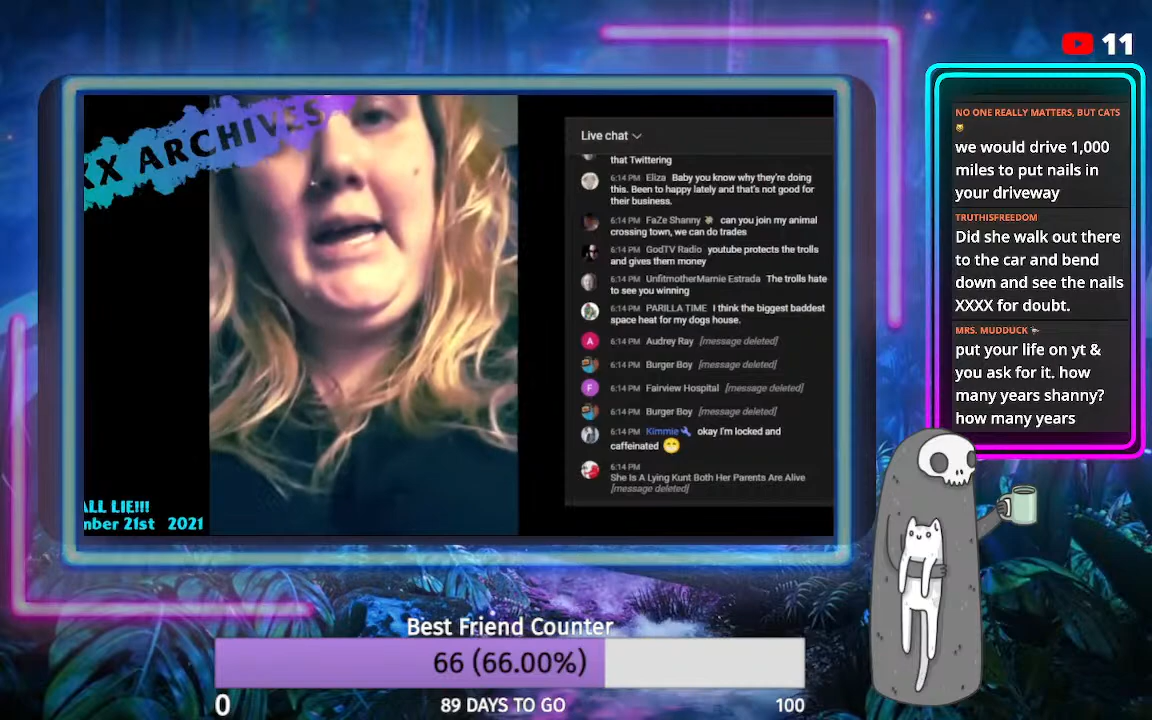 11
XX ARCHIVES
Live chat
that Twittering
6:14 PM Eliza Baby you know why they're doing
this. Been to happy lately and that's not good for
their business.
6:14 PM FaZe Shanny can you join my animal
crossing town, we can do trades
6:14 PM GodTV Radio youtube protects the trolls
and gives them money
6:14 PM UnfitmotherMamie Estrada The trolls hate
to see you winning
6:14 PM PARILLA TIME I think the biggest baddest
space heat for my dogs house.
A 6:14 PM Audrey Ray [message deleted]
6:14 PM Burger Boy [message deleted]
F 6:14 PM Fairview Hospital [message deleted]
6:14 PM Burger Boy [message deleted]
6:14 PM Kimmie okay I'm locked and
caffeinated 😁
6:14 PM
She Is A Lying Kunt Both Her Parents Are Alive
[message deleted]
ALL LIE!!!
mber 21st 2021
NO ONE REALLY MATTERS, BUT CATS
🐱
we would drive 1,000
miles to put nails in
your driveway
TRUTHISFREEDOM
Did she walk out there
to the car and bend
down and see the nails
XXXX for doubt.
MRS. MUDDUCK
put your life on yt &
you ask for it. how
many years shanny?
how many years
Best Friend Counter
66 (66.00%)
0
89 DAYS TO GO
100